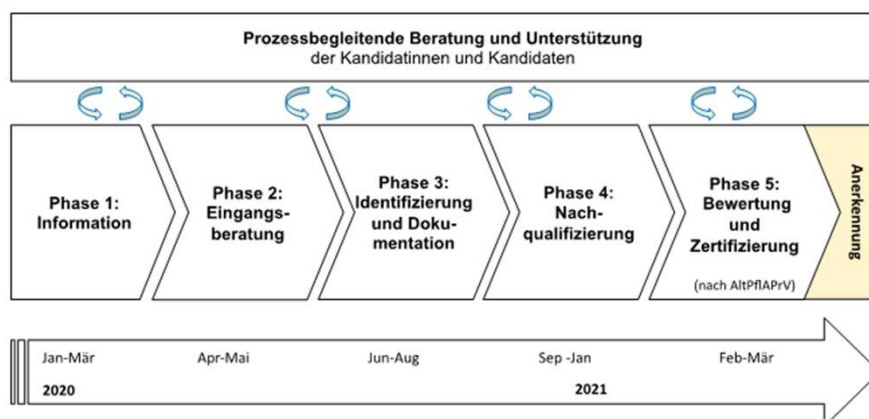 Prozessbegleitende Beratung und Unterstützung
der Kandidatinnen und Kandidaten
Phase 1:
Information
Phase 2:
Eingangs-
beratung
Phase 3:
Identifizierung
und Doku-
mentation
Phase 4:
Nach-
qualifizierung
Phase 5:
Bewertung
und
Zertifizierung
(nach AltPflAPrV)
Anerkennung
Jan-Mär
Apr-Mai
Jun-Aug
Sep -Jan
Feb-Mär
2020
2021